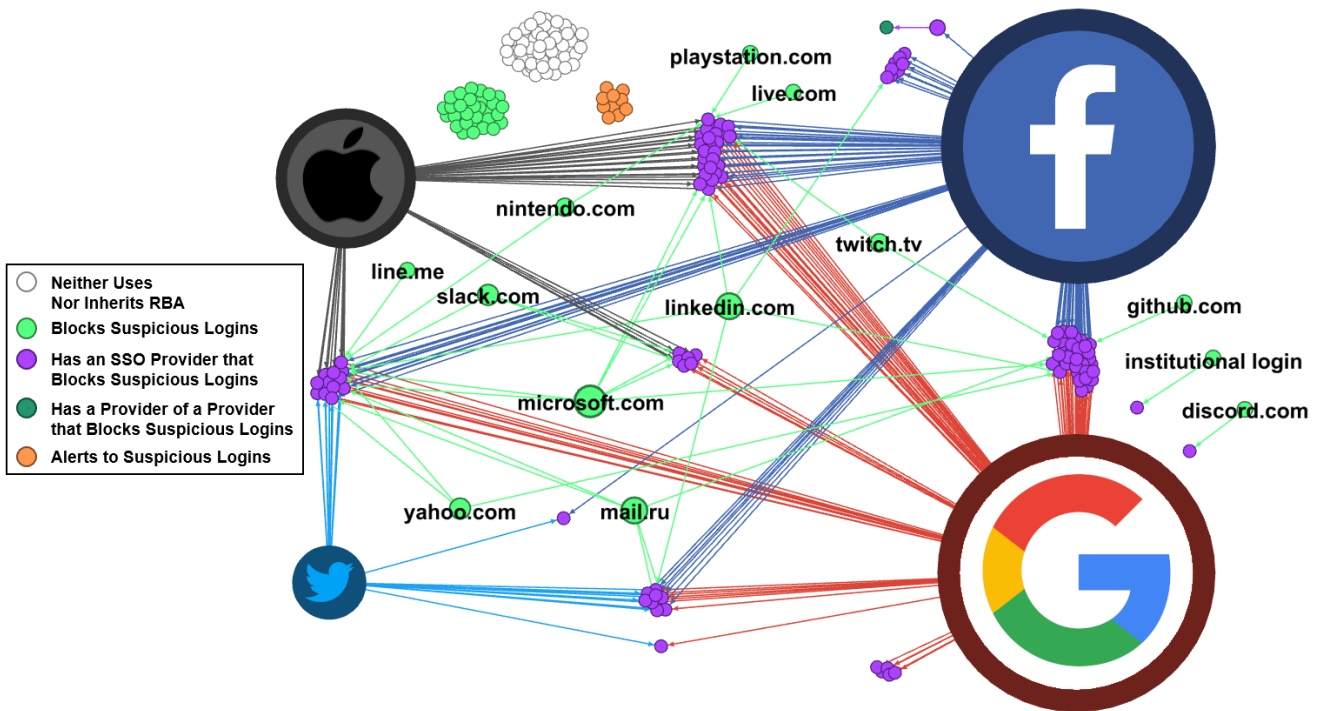 playstation.com
live.com
nintendo.com
twitch.tv
line.me
slack.com
linkedin.com
github.com
institutional login
discord.com
microsoft.com
yahoo.com
mail.ru
Neither Uses
Nor Inherits RBA
Blocks Suspicious Logins
Has an SSO Provider that
Blocks Suspicious Logins
Has a Provider of a Provider
that Blocks Suspicious Logins
Alerts to Suspicious Logins